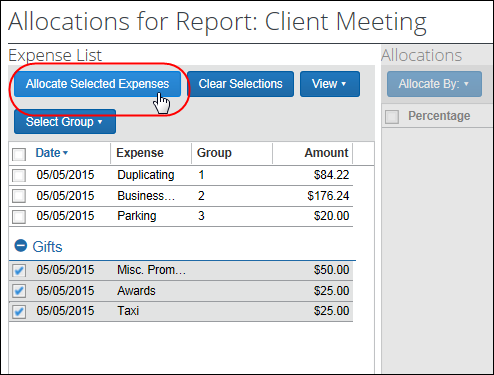 Allocations for Report: Client Meeting
Expense List
Allocations
Allocate Selected Expenses Clear Selections View
Allocate By:
Select Group
Percentage
Date Expense Group Amount
05/05/2015 Duplicating 1 $84.22
05/05/2015 Business... 2 $176.24
05/05/2015 Parking 3 $20.00
Gifts
05/05/2015 Misc. Prom... $50.00
05/05/2015 Awards $25.00
05/05/2015 Taxi $25.00